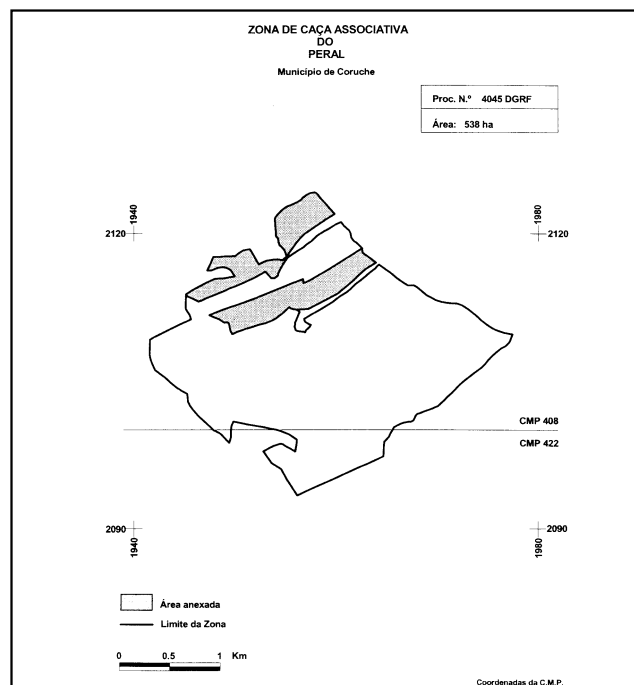 ZONA DE CAÇA ASSOCIATIVA
DO
PERAL
Município de Coruche
Proc. N.º 4045 DGRF
Área: 538 ha
1940
1980
2120
2120
CMP 408
CMP 422
2090
2090
1940
1980
Área anexada
Limite da Zona
0 0.5 1 Km
Coordenadas da C.M.P.